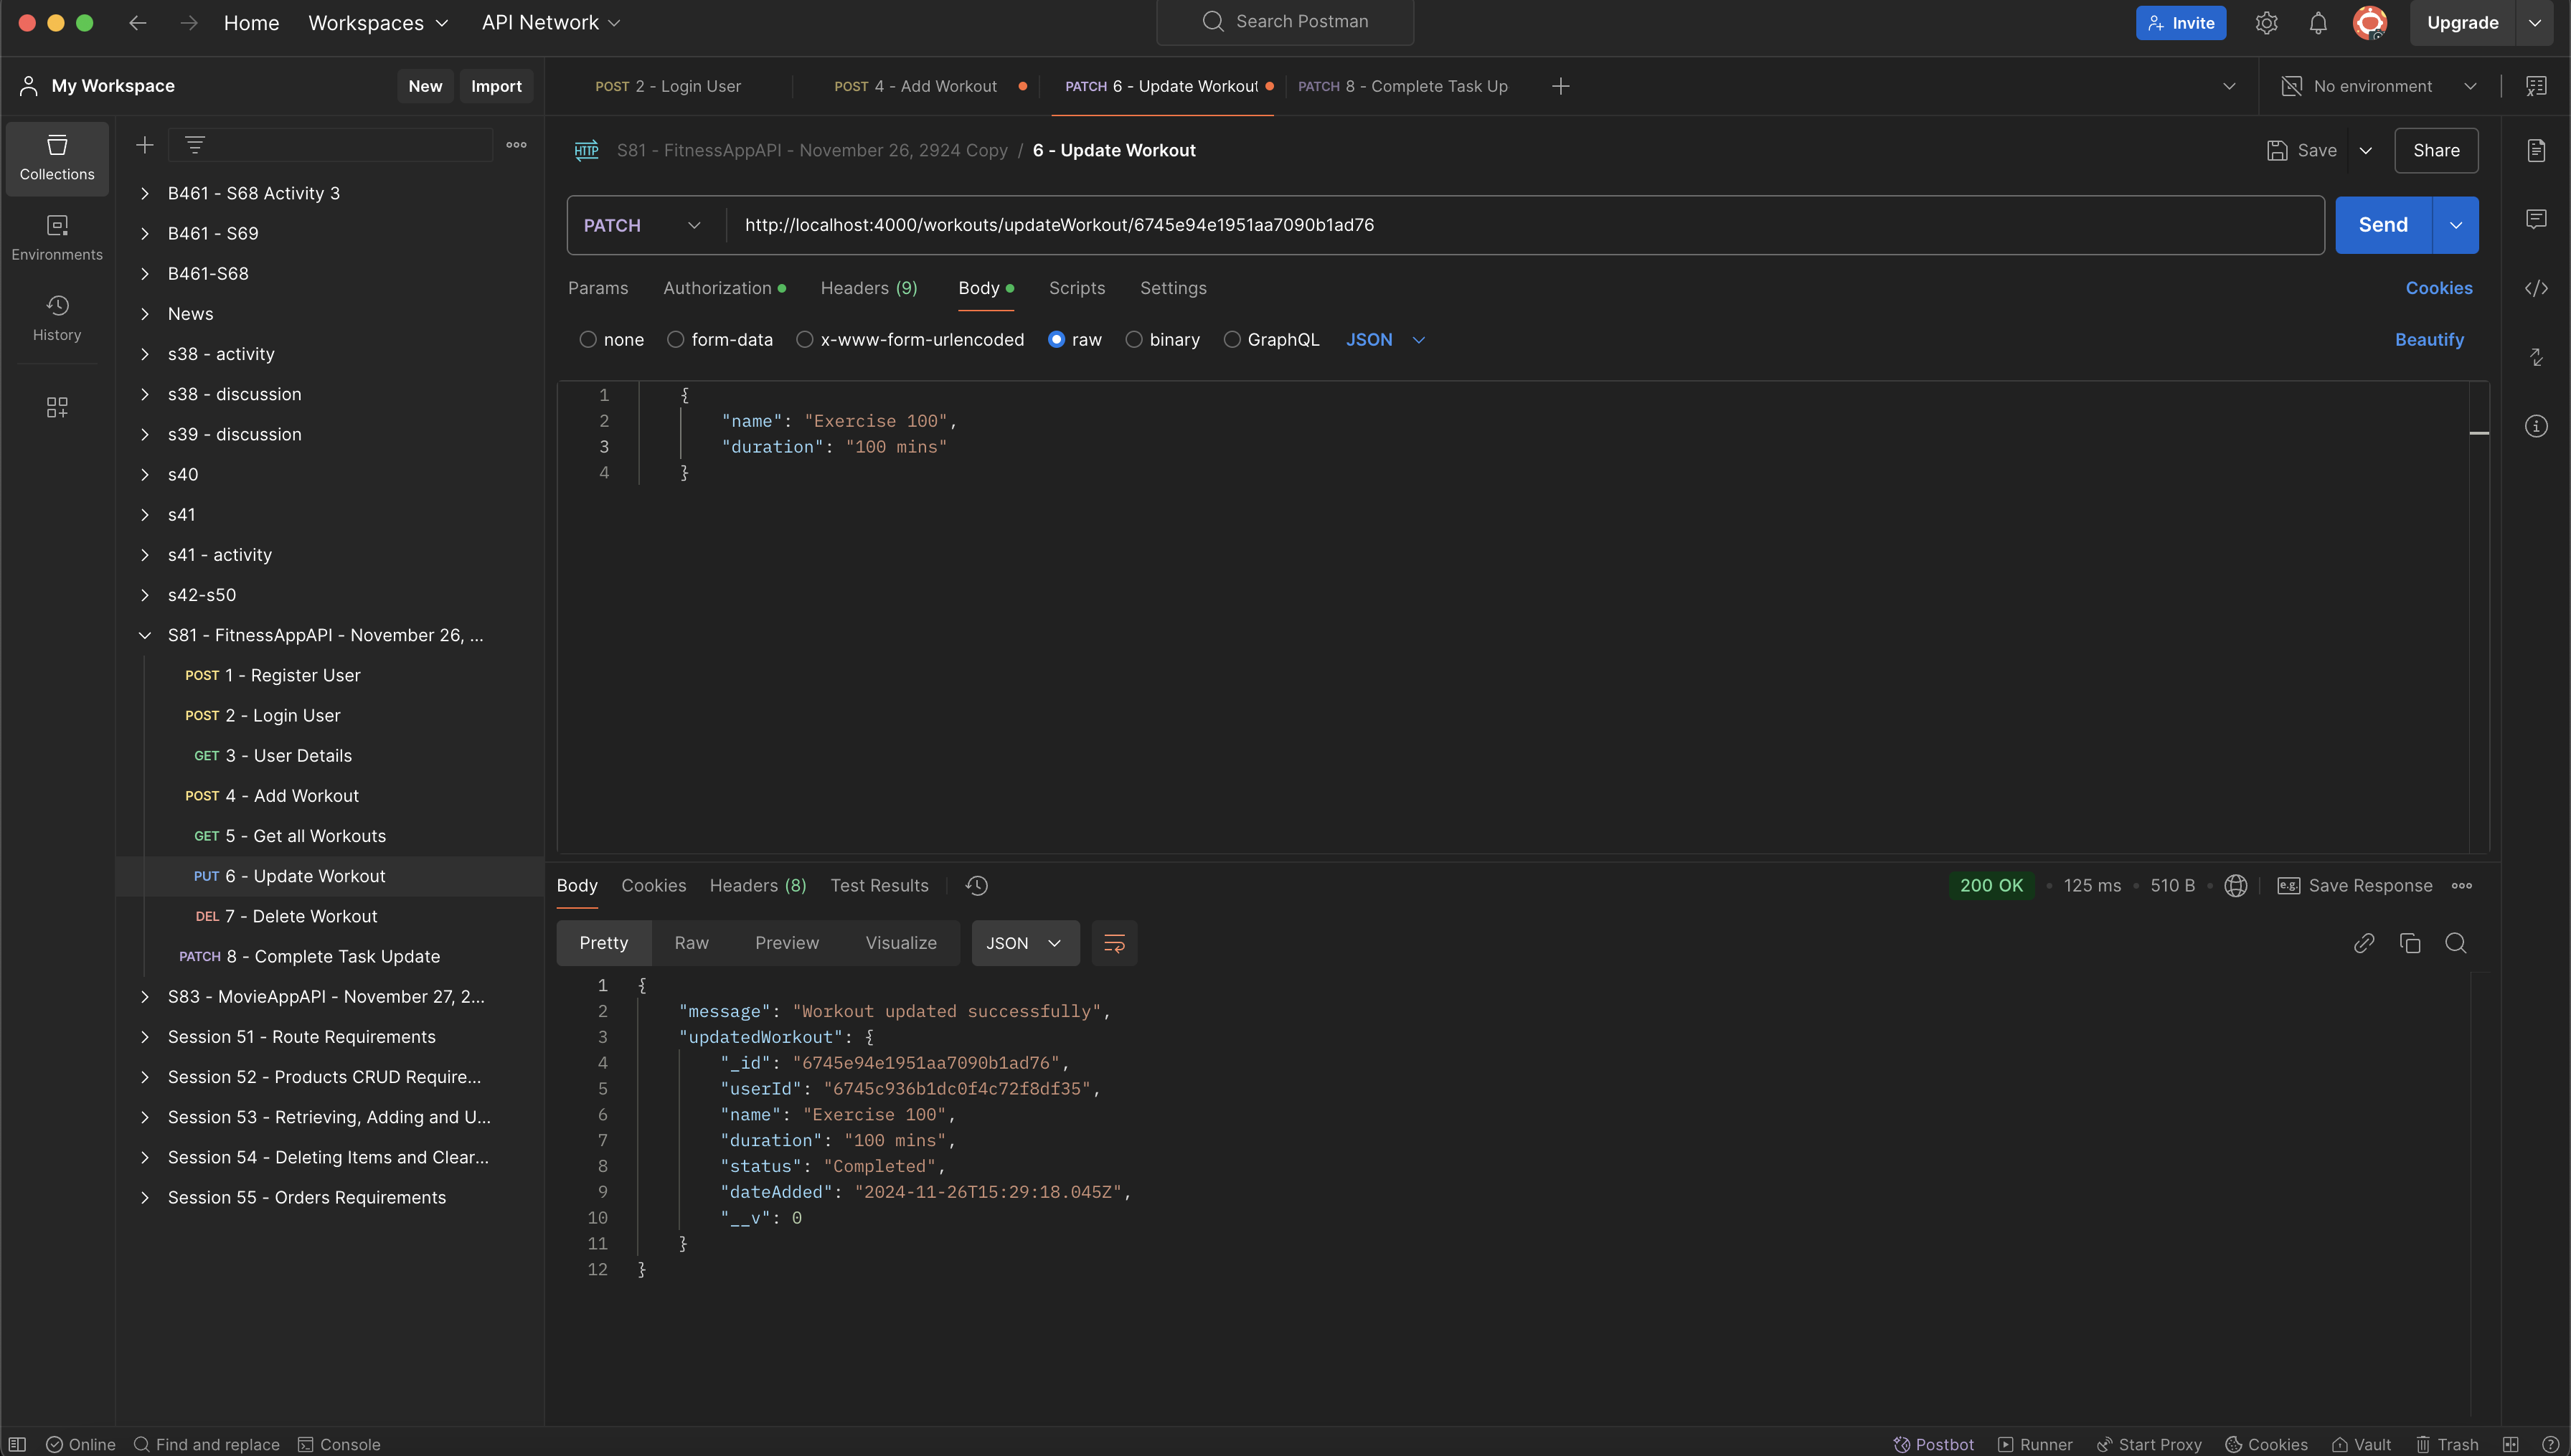 Home
Workspaces
API Network
Search Postman
Invite
Upgrade
My Workspace
New
Import
POST 2 - Login User
POST 4 - Add Workout
PATCH 6 - Update Workout
PATCH 8 - Complete Task Up
No environment
Collections
Environments
History
B461 - S68 Activity 3
B461 - S69
B461-S68
News
s38 - activity
s38 - discussion
s39 - discussion
s40
s41
s41 - activity
s42-s50
S81 - FitnessAppAPI - November 26, ...
POST 1 - Register User
POST 2 - Login User
GET 3 - User Details
POST 4 - Add Workout
GET 5 - Get all Workouts
PUT 6 - Update Workout
DEL 7 - Delete Workout
PATCH 8 - Complete Task Update
S83 - MovieAppAPI - November 27, 2...
Session 51 - Route Requirements
Session 52 - Products CRUD Require...
Session 53 - Retrieving, Adding and U...
Session 54 - Deleting Items and Clear...
Session 55 - Orders Requirements
HTTP S81 - FitnessAppAPI - November 26, 2924 Copy / 6 - Update Workout
Save
Share
PATCH
http://localhost:4000/workouts/updateWorkout/6745e94e1951aa7090b1ad76
Send
Params
Authorization
Headers (9)
Body
Scripts
Settings
Cookies
none
form-data
x-www-form-urlencoded
raw
binary
GraphQL
JSON
Beautify
1 {
2 "name": "Exercise 100",
3 "duration": "100 mins"
4 }
Body
Cookies
Headers (8)
Test Results
200 OK
125 ms
510 B
e.g. Save Response
Pretty
Raw
Preview
Visualize
JSON
1 {
2 "message": "Workout updated successfully",
3 "updatedWorkout": {
4 "_id": "6745e94e1951aa7090b1ad76",
5 "userId": "6745c936b1dc0f4c72f8df35",
6 "name": "Exercise 100",
7 "duration": "100 mins",
8 "status": "Completed",
9 "dateAdded": "2024-11-26T15:29:18.045Z",
10 "__v": 0
11 }
12 }
Online
Find and replace
Console
Postbot
Runner
Start Proxy
Cookies
Vault
Trash